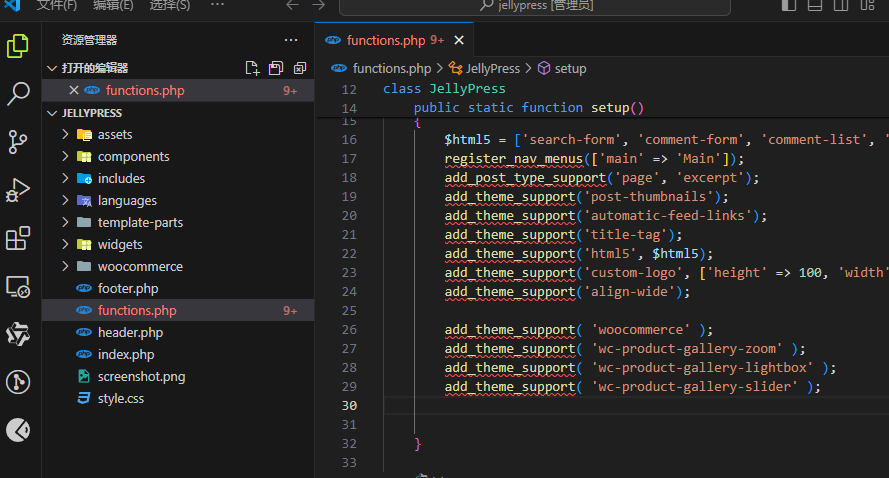 文件(F) 编辑(E) 选择(S) ··· jellypress [管理员]
资源管理器 ···
打开的编辑器
functions.php 9+
JELLYPRESS
assets
components
includes
languages
template-parts
widgets
woocommerce
footer.php
functions.php 9+
header.php
index.php
screenshot.png
style.css
functions.php 9+
functions.php > JellyPress > setup
12 class JellyPress
14 public static function setup()
15 {
16 $html5 = ['search-form', 'comment-form', 'comment-list', '
17 register_nav_menus(['main' => 'Main']);
18 add_post_type_support('page', 'excerpt');
19 add_theme_support('post-thumbnails');
20 add_theme_support('automatic-feed-links');
21 add_theme_support('title-tag');
22 add_theme_support('html5', $html5);
23 add_theme_support('custom-logo', ['height' => 100, 'width'
24 add_theme_support('align-wide');
25
26 add_theme_support( 'woocommerce' );
27 add_theme_support( 'wc-product-gallery-zoom' );
28 add_theme_support( 'wc-product-gallery-lightbox' );
29 add_theme_support( 'wc-product-gallery-slider' );
30
31
32 }
33